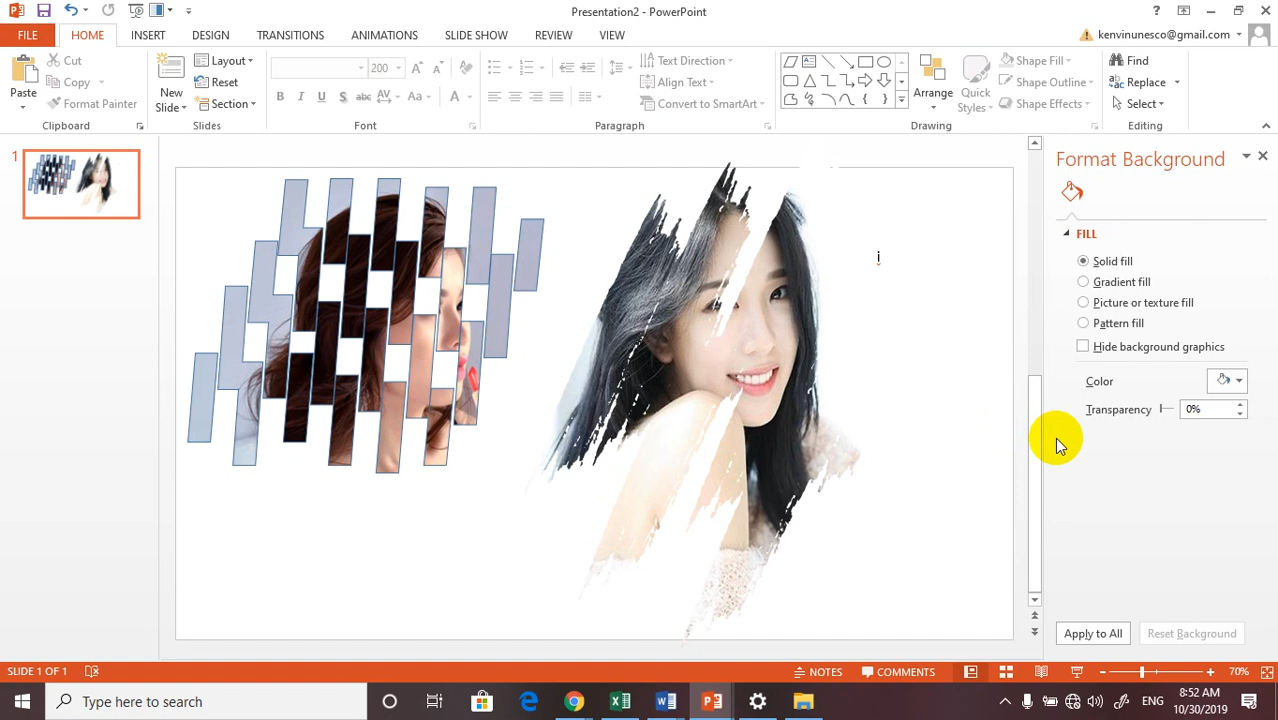 Presentation2 - PowerPoint
FILE HOME INSERT DESIGN TRANSITIONS ANIMATIONS SLIDE SHOW REVIEW VIEW kenvinunesco@gmail.com
Paste
Cut
Copy
Format Painter
Clipboard
New
Slide
Layout
Reset
Section
Slides
200
B I U S abc AV Aa A
Font
Text Direction
Align Text
Convert to SmartArt
Paragraph
Arrange
Quick
Styles
Shape Fill
Shape Outline
Shape Effects
Drawing
Find
Replace
Select
Editing
1
i
Format Background
FILL
Solid fill
Gradient fill
Picture or texture fill
Pattern fill
Hide background graphics
Color
Transparency 0%
Apply to All Reset Background
SLIDE 1 OF 1 NOTES COMMENTS 70%
Type here to search
ENG
8:52 AM
10/30/2019